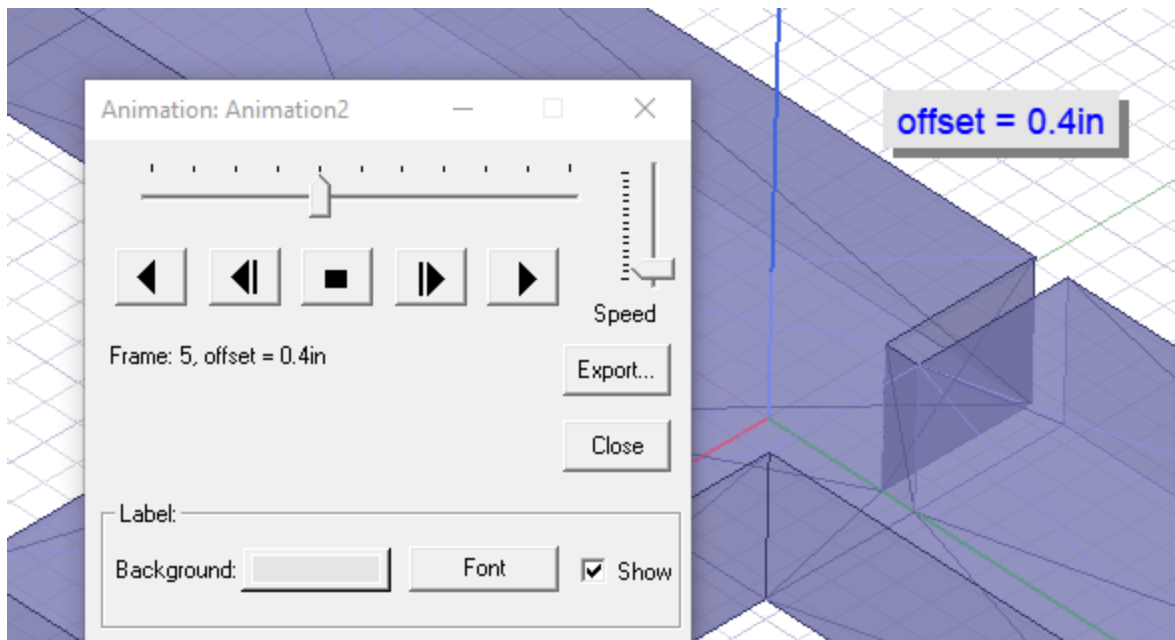 Animation: Animation2
offset = 0.4in
Speed
Frame: 5, offset = 0.4in
Export...
Close
Label:
Background:
Font
Show